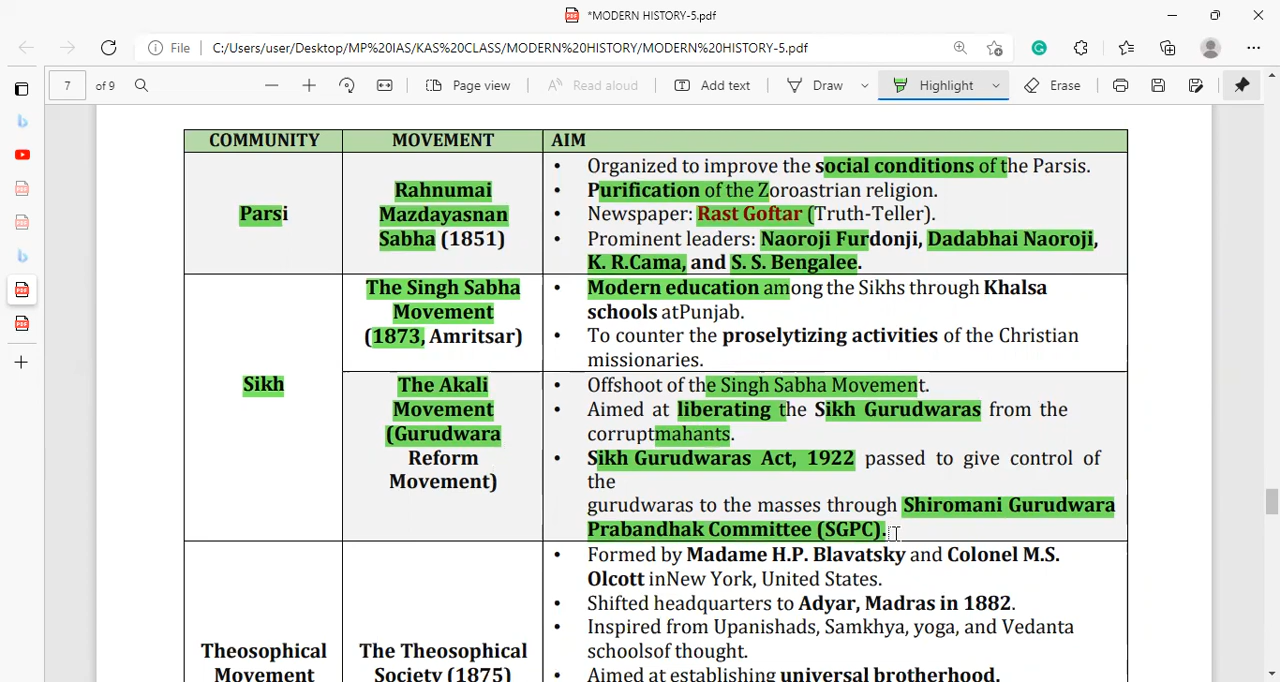 *MODERN HISTORY-5.pdf
File
C:/Users/user/Desktop/MP%20IAS/KAS%20CLASS/MODERN%20HISTORY/MODERN%20HISTORY-5.pdf
7 of 9
Page view
Read aloud
Add text
Draw
Highlight
Erase
COMMUNITY MOVEMENT AIM
Parsi
Rahnumai
Mazdayasnan
Sabha (1851)
• Organized to improve the social conditions of the Parsis.
• Purification of the Zoroastrian religion.
• Newspaper: Rast Goftar (Truth-Teller).
• Prominent leaders: Naoroji Furdonji, Dadabhai Naoroji,
K. R.Cama, and S. S. Bengalee.
Sikh
The Singh Sabha
Movement
(1873, Amritsar)
• Modern education among the Sikhs through Khalsa
schools atPunjab.
• To counter the proselytizing activities of the Christian
missionaries.
The Akali
Movement
(Gurudwara
Reform
Movement)
• Offshoot of the Singh Sabha Movement.
• Aimed at liberating the Sikh Gurudwaras from the
corruptmahants.
• Sikh Gurudwaras Act, 1922 passed to give control of
the
gurudwaras to the masses through Shiromani Gurudwara
Prabandhak Committee (SGPC).
Theosophical
Movement
The Theosophical
Society (1875)
• Formed by Madame H.P. Blavatsky and Colonel M.S.
Olcott inNew York, United States.
• Shifted headquarters to Adyar, Madras in 1882.
• Inspired from Upanishads, Samkhya, yoga, and Vedanta
schoolsof thought.
• Aimed at establishing universal brotherhood.